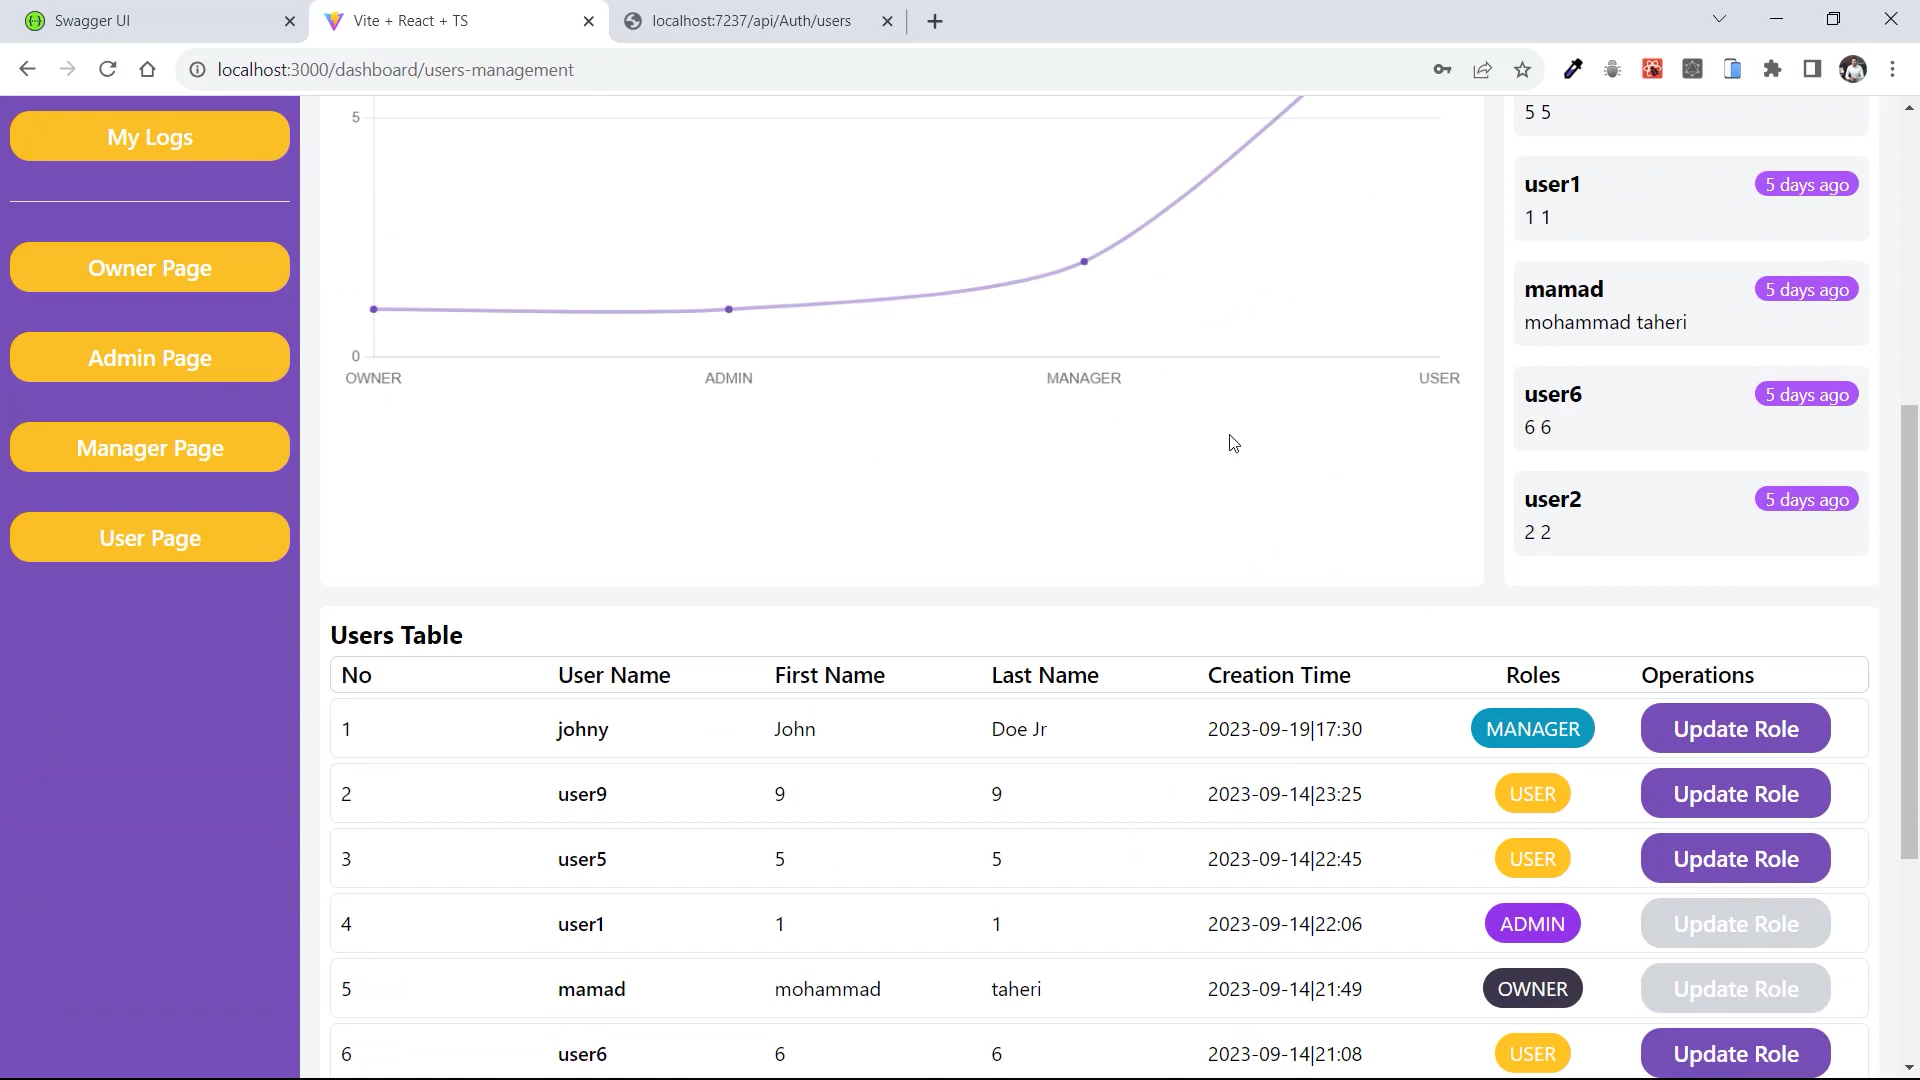 Swagger UI
Vite + React + TS
localhost:7237/api/Auth/users
localhost:3000/dashboard/users-management
My Logs
Owner Page
Admin Page
Manager Page
User Page
5
0
OWNER
ADMIN
MANAGER
USER
5 5
user1
5 days ago
1 1
mamad
5 days ago
mohammad taheri
user6
5 days ago
6 6
user2
5 days ago
2 2
Users Table
No User Name First Name Last Name Creation Time Roles Operations
1 johny John Doe Jr 2023-09-19|17:30 MANAGER Update Role
2 user9 9 9 2023-09-14|23:25 USER Update Role
3 user5 5 5 2023-09-14|22:45 USER Update Role
4 user1 1 1 2023-09-14|22:06 ADMIN Update Role
5 mamad mohammad taheri 2023-09-14|21:49 OWNER Update Role
6 user6 6 6 2023-09-14|21:08 USER Update Role